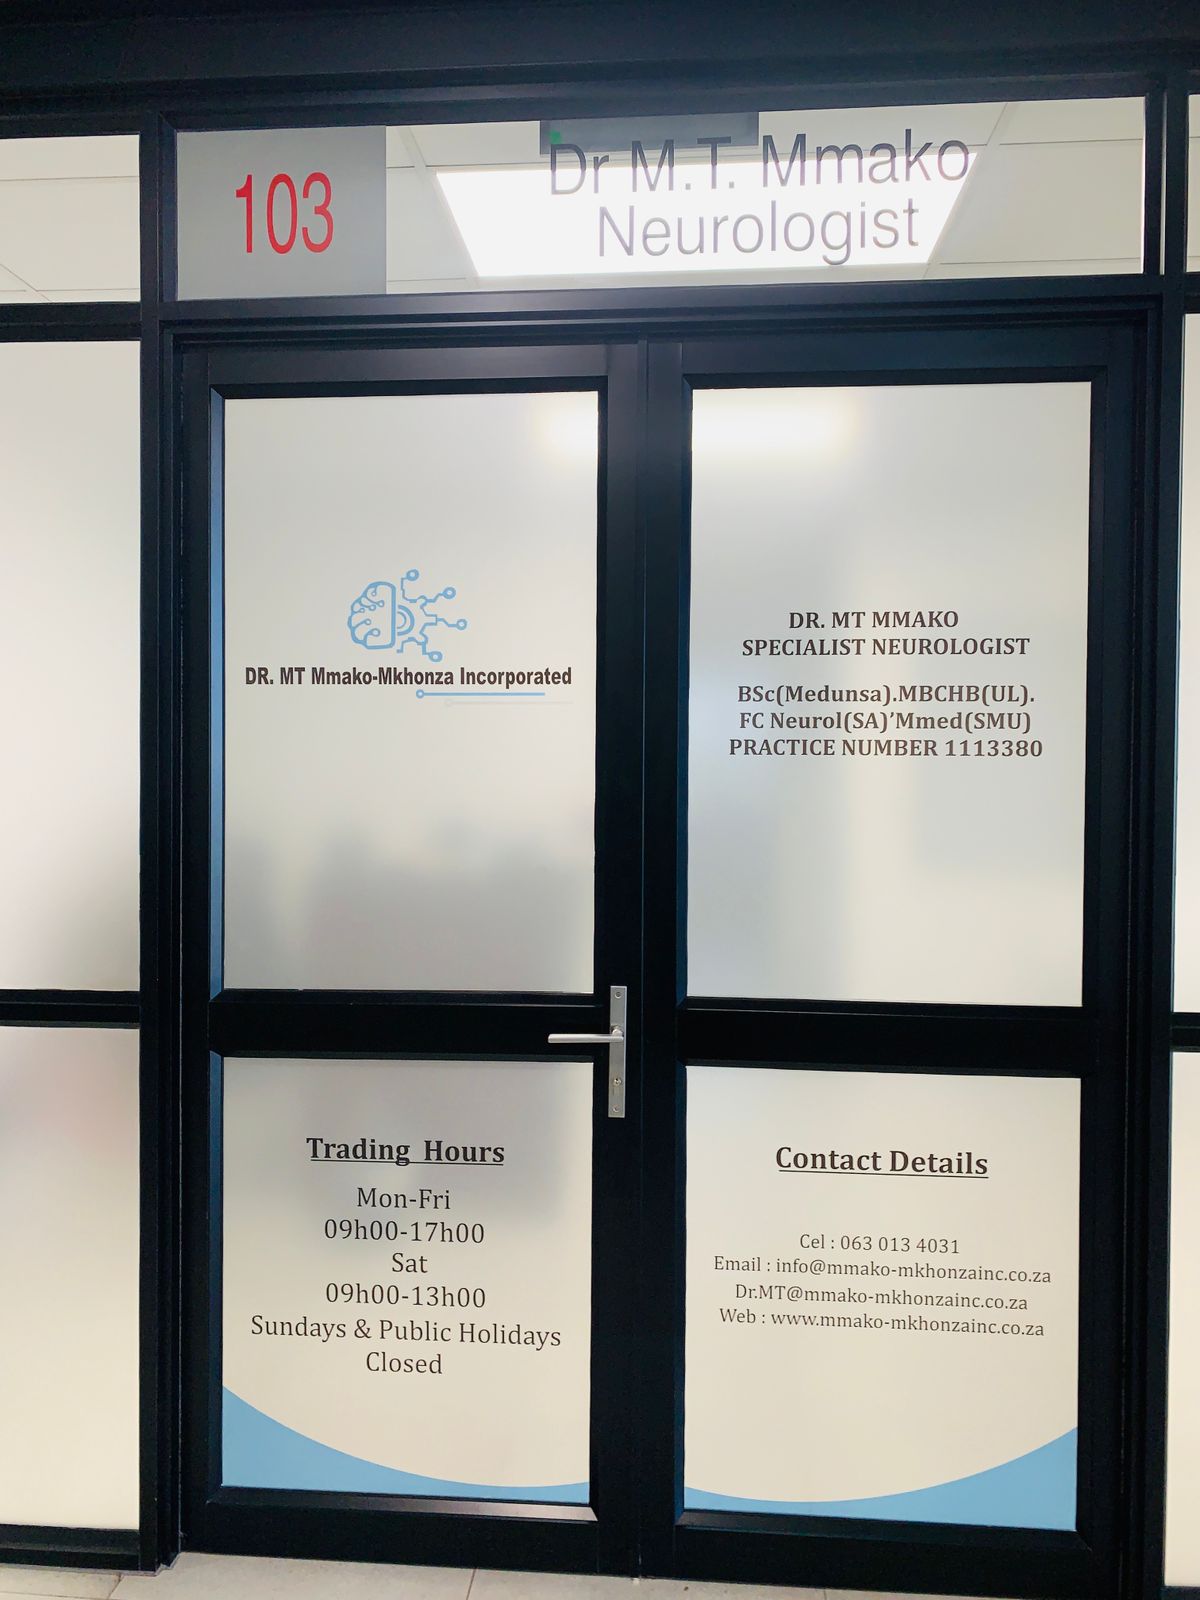 103
Dr M.T. Mmako
Neurologist
DR. MT Mmako-Mkhonza Incorporated
DR. MT MMAKO
SPECIALIST NEUROLOGIST
BSc(Medunsa).MBCHB(UL).
FC Neurol(SA)’Mmed(SMU)
PRACTICE NUMBER 1113380
Trading Hours
Mon-Fri
09h00-17h00
Sat
09h00-13h00
Sundays & Public Holidays
Closed
Contact Details
Cel : 063 013 4031
Email : info@mmako-mkhonzainc.co.za
Dr.MT@mmako-mkhonzainc.co.za
Web : www.mmako-mkhonzainc.co.za